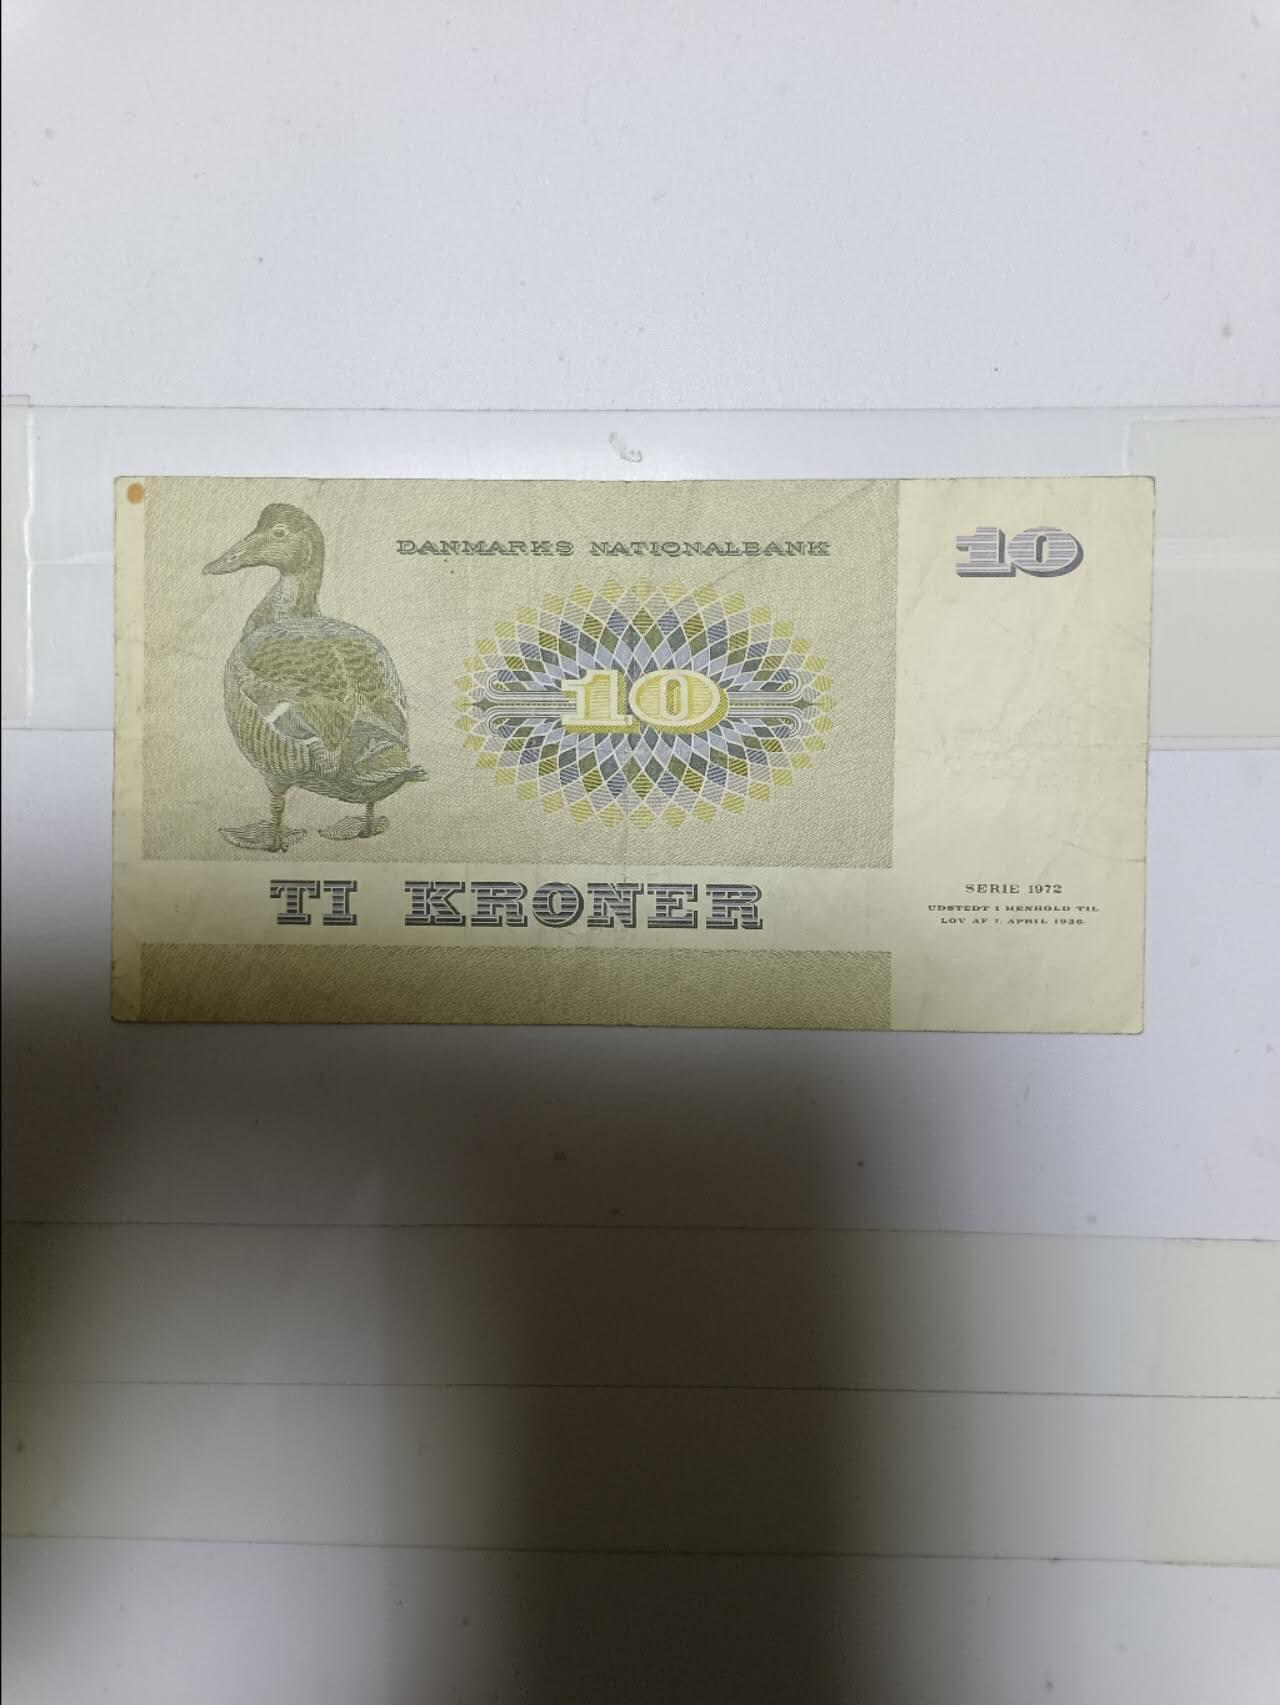 DANMARKS NATIONALBANK
10
10
TI KRONER
SERIE 1972
UDSTEDT I HENHOLD TIL
LOV AF 7. APRIL 1936.